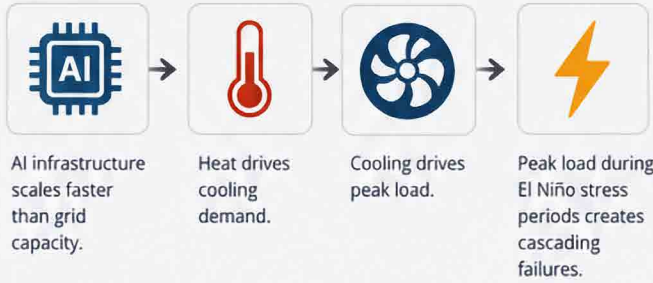 AI
AI infrastructure
scales faster
than grid
capacity.
Heat drives
cooling
demand.
Cooling drives
peak load.
Peak load during
El Niño stress
periods creates
cascading
failures.